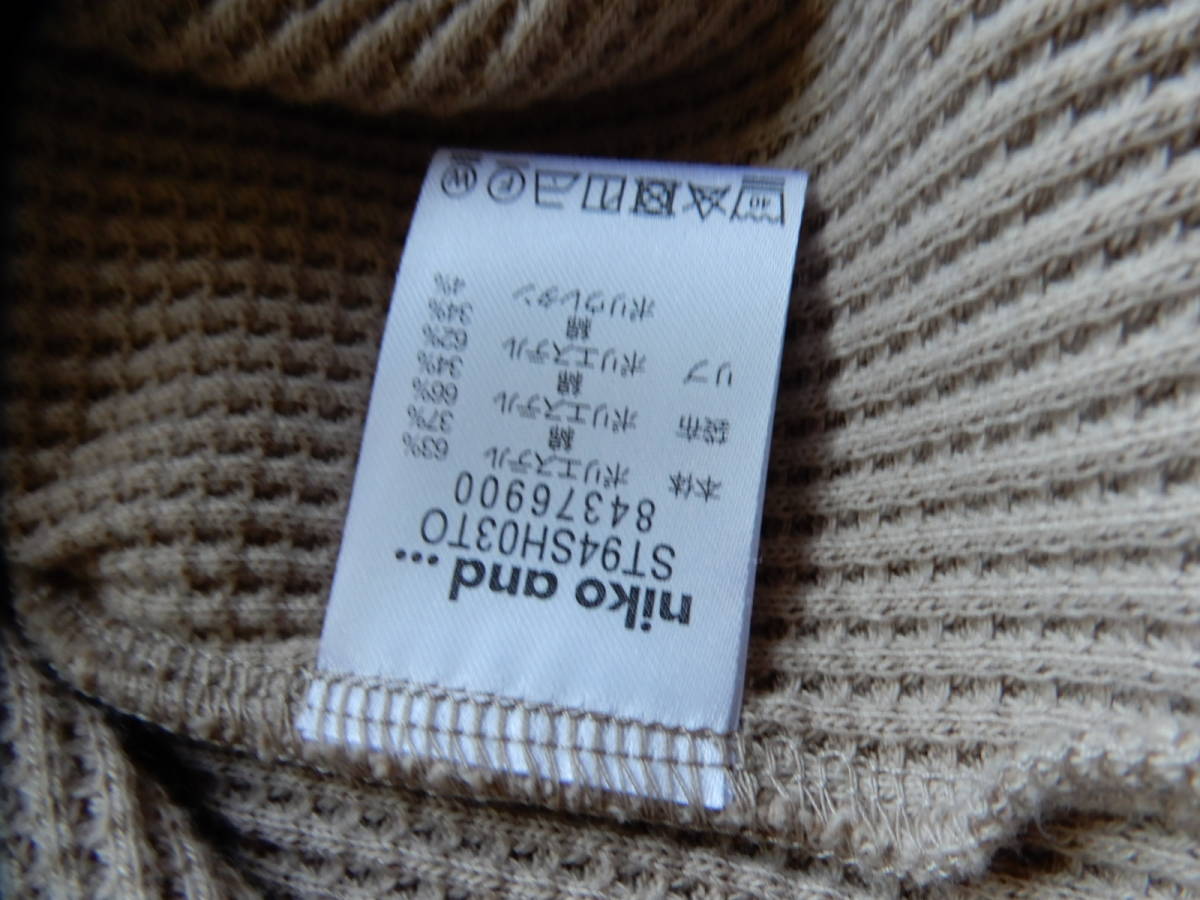 niko and ...
ST94SH03TO
84376900
本体 ポリエステル 63%
綿 37%
袋布 ポリエステル 66%
綿 34%
リブ ポリエステル 62%
綿 34%
ポリウレタン 4%
40
F
W